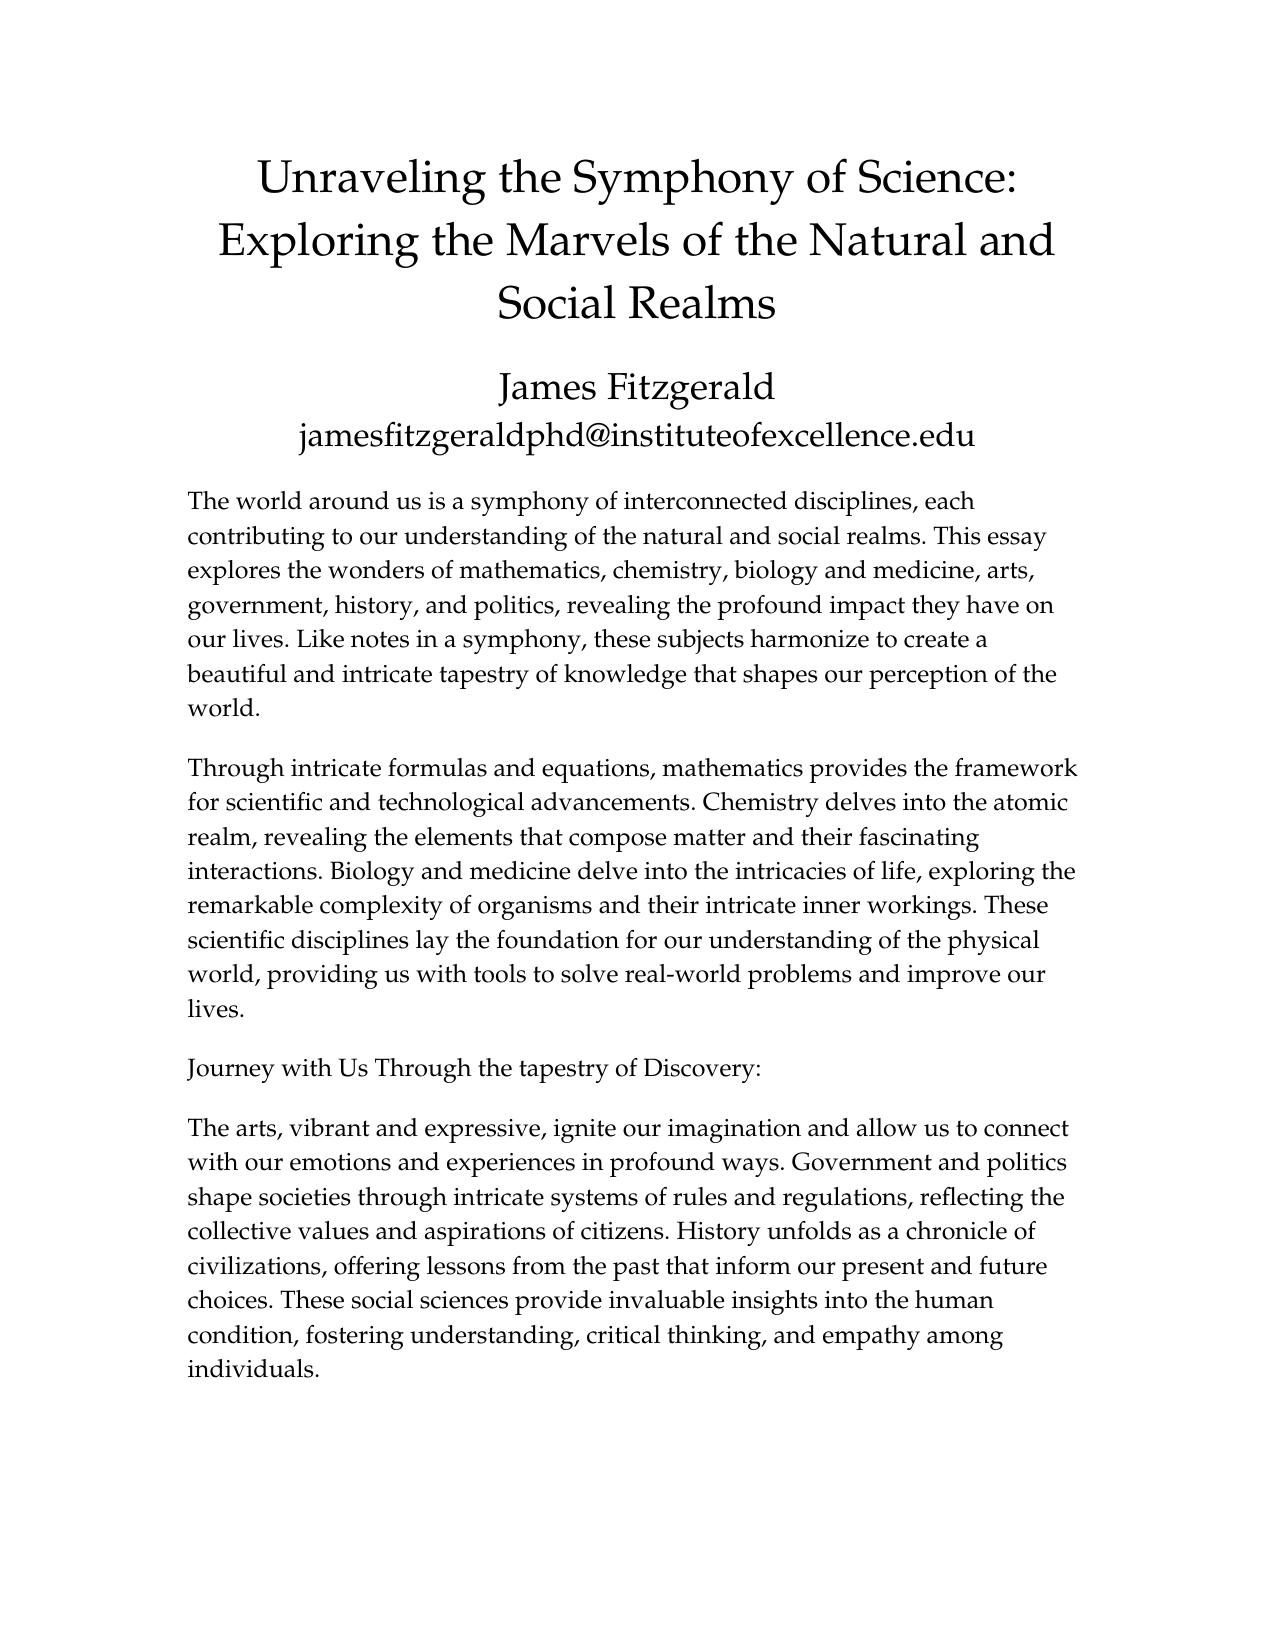 Unraveling the Symphony of Science:
Exploring the Marvels of the Natural and
Social Realms
James Fitzgerald
jamesfitzgeraldphd@instituteofexcellence.edu
The world around us is a symphony of interconnected disciplines, each
contributing to our understanding of the natural and social realms. This essay
explores the wonders of mathematics, chemistry, biology and medicine, arts,
government, history, and politics, revealing the profound impact they have on
our lives. Like notes in a symphony, these subjects harmonize to create a
beautiful and intricate tapestry of knowledge that shapes our perception of the
world.
Through intricate formulas and equations, mathematics provides the framework
for scientific and technological advancements. Chemistry delves into the atomic
realm, revealing the elements that compose matter and their fascinating
interactions. Biology and medicine delve into the intricacies of life, exploring the
remarkable complexity of organisms and their intricate inner workings. These
scientific disciplines lay the foundation for our understanding of the physical
world, providing us with tools to solve real-world problems and improve our
lives.
Journey with Us Through the tapestry of Discovery:
The arts, vibrant and expressive, ignite our imagination and allow us to connect
with our emotions and experiences in profound ways. Government and politics
shape societies through intricate systems of rules and regulations, reflecting the
collective values and aspirations of citizens. History unfolds as a chronicle of
civilizations, offering lessons from the past that inform our present and future
choices. These social sciences provide invaluable insights into the human
condition, fostering understanding, critical thinking, and empathy among
individuals.